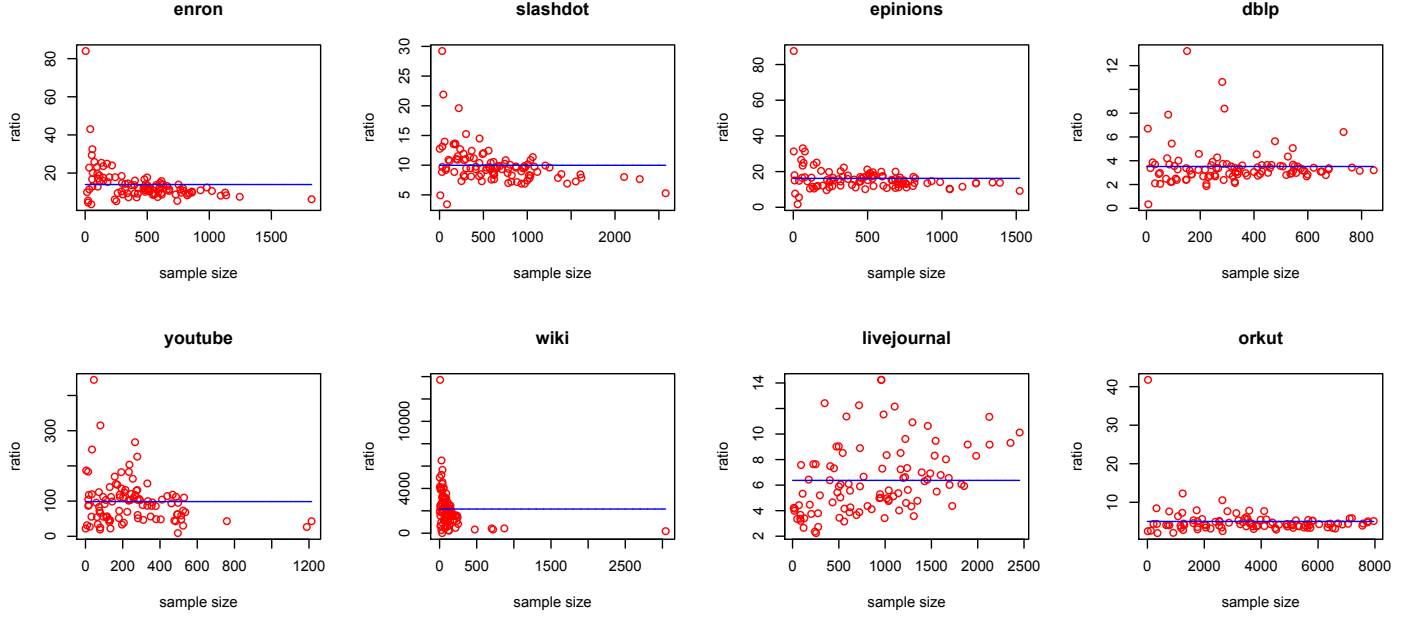 enron
ratio
20 40 60 80
0 500 1000 1500
sample size
slashdot
ratio
5 10 15 20 25 30
0 500 1000 2000
sample size
epinions
ratio
0 20 40 60 80
0 500 1000 1500
sample size
dblp
ratio
0 2 4 6 8 12
0 200 400 600 800
sample size
youtube
ratio
0 100 300
0 200 400 600 800 1200
sample size
wiki
ratio
0 4000 10000
0 500 1500 2500
sample size
livejournal
ratio
2 4 6 8 10 14
0 500 1000 1500 2000 2500
sample size
orkut
ratio
10 20 30 40
0 2000 4000 6000 8000
sample size